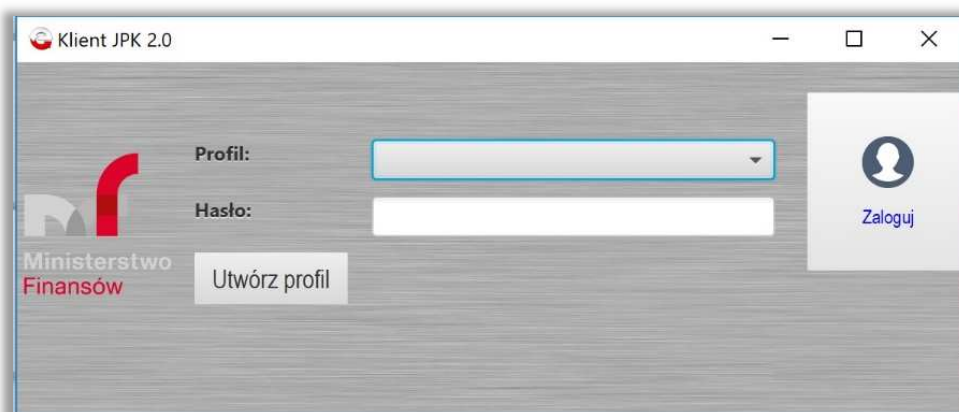 Klient JPK 2.0
Profil:
Hasło:
Zaloguj
Ministerstwo
Finansów
Utwórz profil